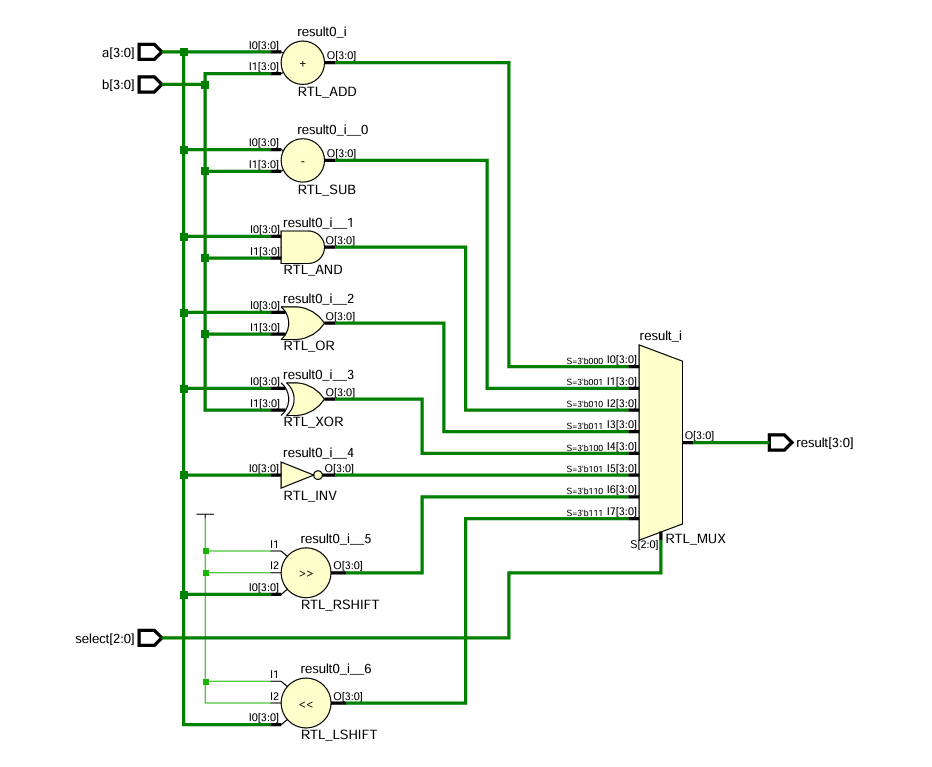 result0_i
a[3:0]
I0[3:0]
O[3:0]
I1[3:0]
+
b[3:0]
RTL_ADD
result0_i__0
I0[3:0]
O[3:0]
I1[3:0]
-
RTL_SUB
result0_i__1
I0[3:0]
O[3:0]
I1[3:0]
RTL_AND
result0_i__2
I0[3:0]
O[3:0]
I1[3:0]
RTL_OR
result0_i__3
I0[3:0]
O[3:0]
I1[3:0]
RTL_XOR
result0_i__4
I0[3:0]
O[3:0]
RTL_INV
result0_i__5
I1
I2
O[3:0]
>>
I0[3:0]
RTL_RSHIFT
select[2:0]
result0_i__6
I1
I2
O[3:0]
<<
I0[3:0]
RTL_LSHIFT
result_i
S=3'b000 I0[3:0]
S=3'b001 I1[3:0]
S=3'b010 I2[3:0]
S=3'b011 I3[3:0]
S=3'b100 I4[3:0]
S=3'b101 I5[3:0]
S=3'b110 I6[3:0]
S=3'b111 I7[3:0]
O[3:0]
result[3:0]
S[2:0]
RTL_MUX